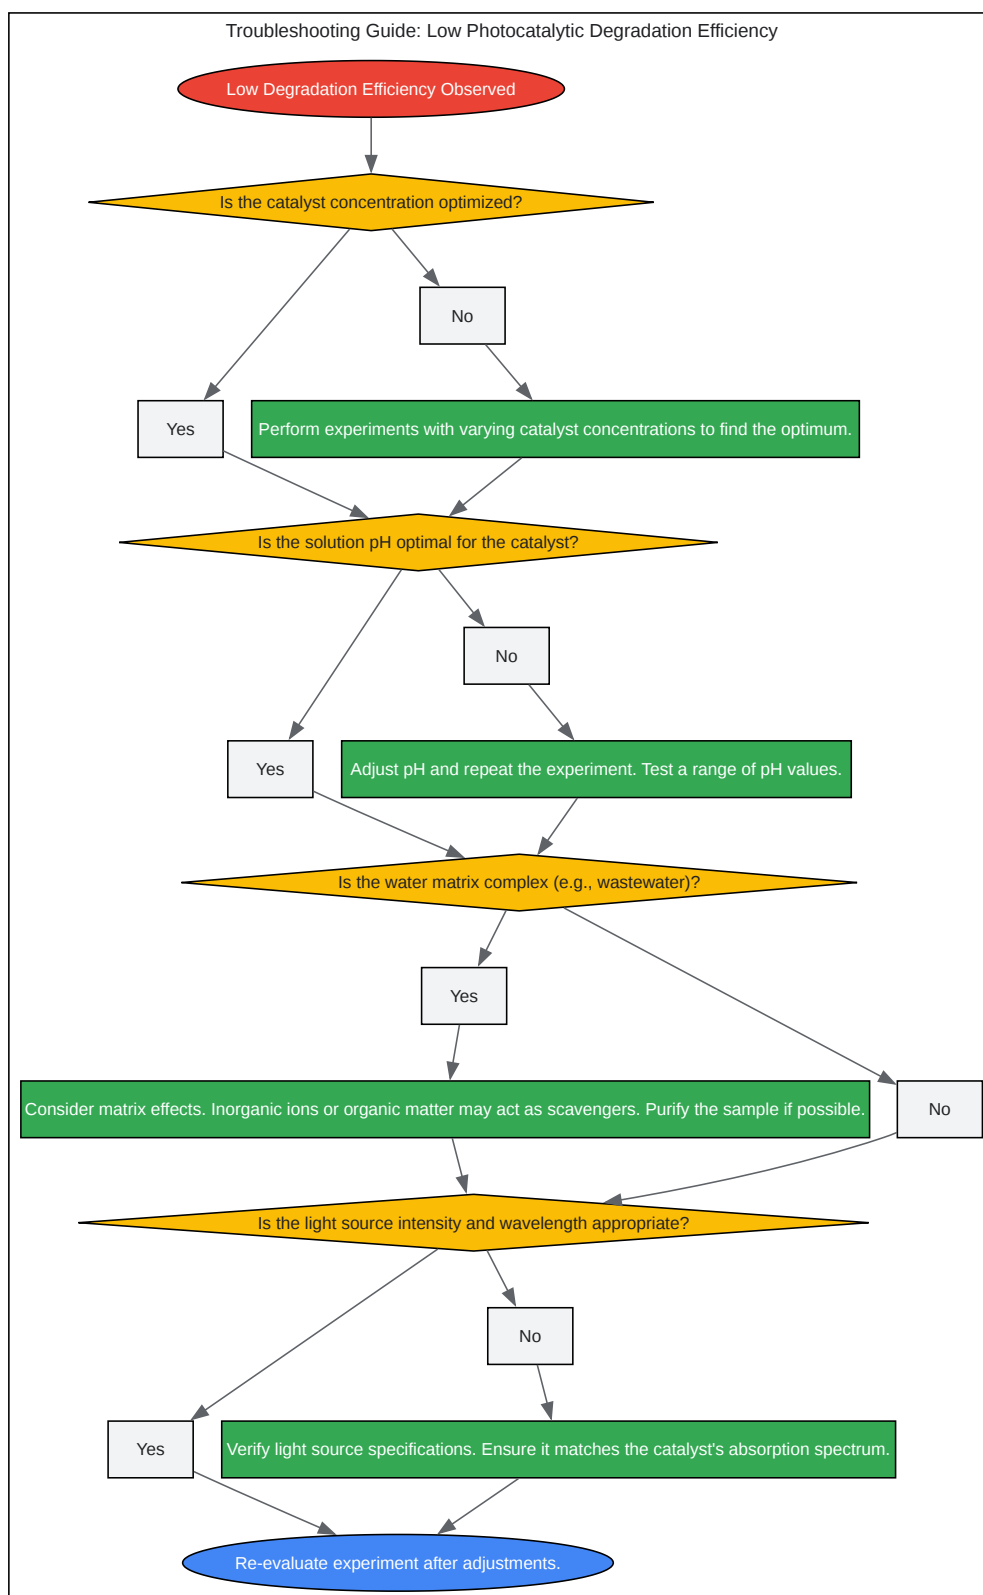 Troubleshooting Guide: Low Photocatalytic Degradation Efficiency
Low Degradation Efficiency Observed
Is the catalyst concentration optimized?
No
Yes
Perform experiments with varying catalyst concentrations to find the optimum.
Is the solution pH optimal for the catalyst?
No
Yes
Adjust pH and repeat the experiment. Test a range of pH values.
Is the water matrix complex (e.g., wastewater)?
Yes
Consider matrix effects. Inorganic ions or organic matter may act as scavengers. Purify the sample if possible.
No
Is the light source intensity and wavelength appropriate?
No
Yes
Verify light source specifications. Ensure it matches the catalyst's absorption spectrum.
Re-evaluate experiment after adjustments.